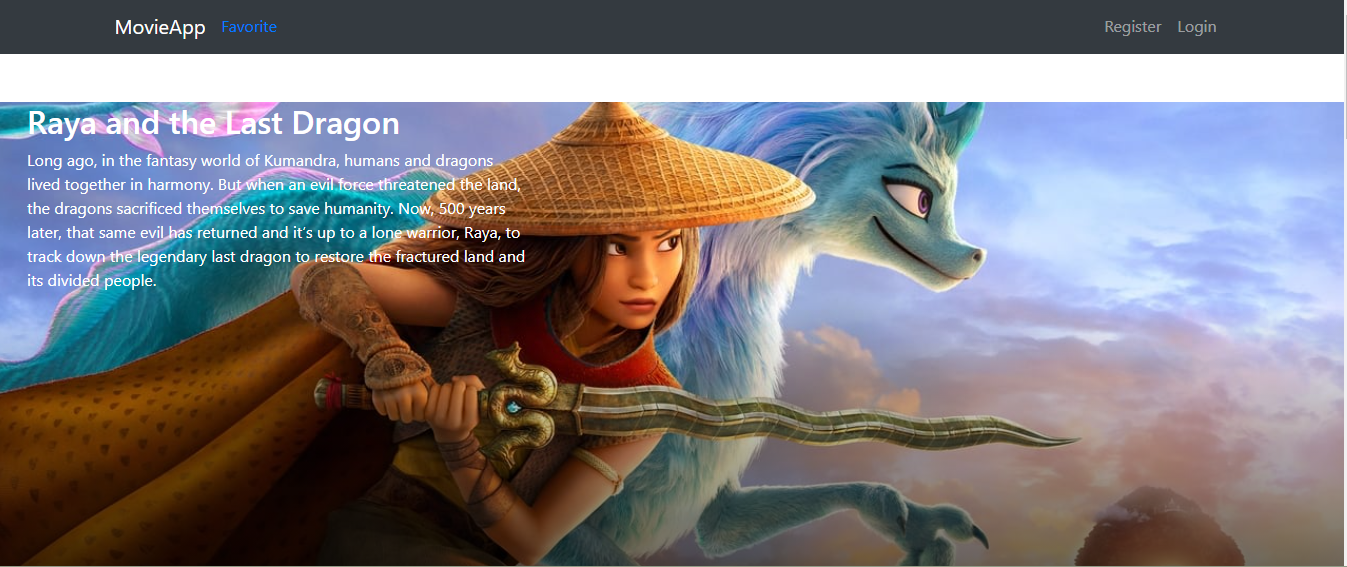 MovieApp Favorite Register Login
Raya and the Last Dragon
Long ago, in the fantasy world of Kumandra, humans and dragons
lived together in harmony. But when an evil force threatened the land,
the dragons sacrificed themselves to save humanity. Now, 500 years
later, that same evil has returned and it’s up to a lone warrior, Raya, to
track down the legendary last dragon to restore the fractured land and
its divided people.